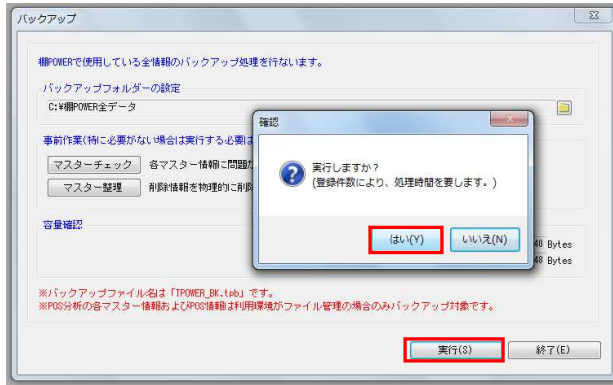 バックアップ
棚POWERで使用している全情報のバックアップ処理を行ないます。
バックアップフォルダーの設定
C:¥棚POWER全データ
事前作業(特に必要がない場合は実行する必要は
マスターチェック 各マスター情報に問題が
マスター整理 削除情報を物理的に削除
容量確認
40 Bytes
48 Bytes
確認
実行しますか？
(登録件数により、処理時間を要します。)
はい(Y) いいえ(N)
※バックアップファイル名は「TPOWER_BK.tpb」です。
※POS分析の各マスター情報およびPOS情報は利用環境がファイル管理の場合のみバックアップ対象です。
実行(S) 終了(E)